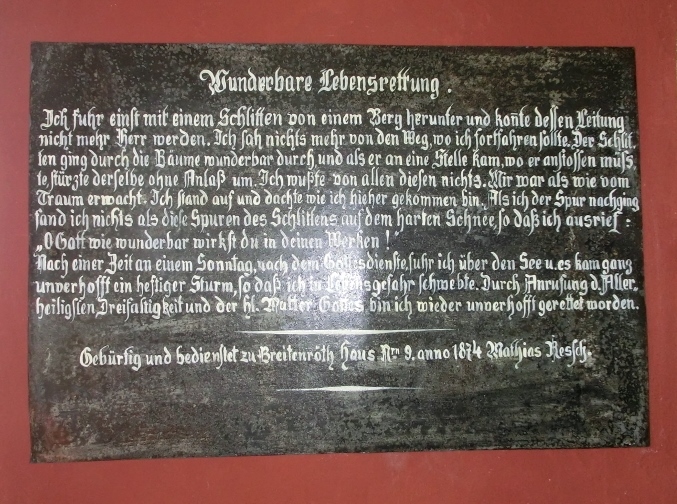 Wunderbare Lebensrettung.
Ich fuhr einst mit einem Schlitten von einem Berg herunter und kon̄te dessen Leitung
nicht mehr Herr werden. Ich sah nichts mehr von den Weg, wo ich fortfahren sollte. Der Schlit-
ten ging durch die Bäume wunderbar durch und als er an eine Stelle kam, wo er anstossen muß-
te, stürzte derselbe ohne Anlaß um. Ich wußte von allen diesen nichts. Mir war als wie vom
Traum erwacht. Ich stand auf und dachte wie ich hieher gekommen bin. Als ich der Spur nachging
fand ich nichts als diese Spuren des Schlittens auf dem harten Schnee, so daß ich ausrief:
„O Gott wie wunderbar wirkst du in deinen Werken!"
Nach einer Zeit an einem Sonntag, nach dem Gottesdienste, fuhr ich über den See u. es kam ganz
unverhofft ein heftiger Sturm, so daß ich in Lebensgefahr schwebte. Durch Anrufung d. Aller-
heiligsten Dreifaltigkeit und der hl. Mutter Gottes bin ich wieder unverhofft gerettet worden.
Gebürtig und bedienstet zu Breitenröth Haus Nro 9. anno 1874 Mathias Resch.